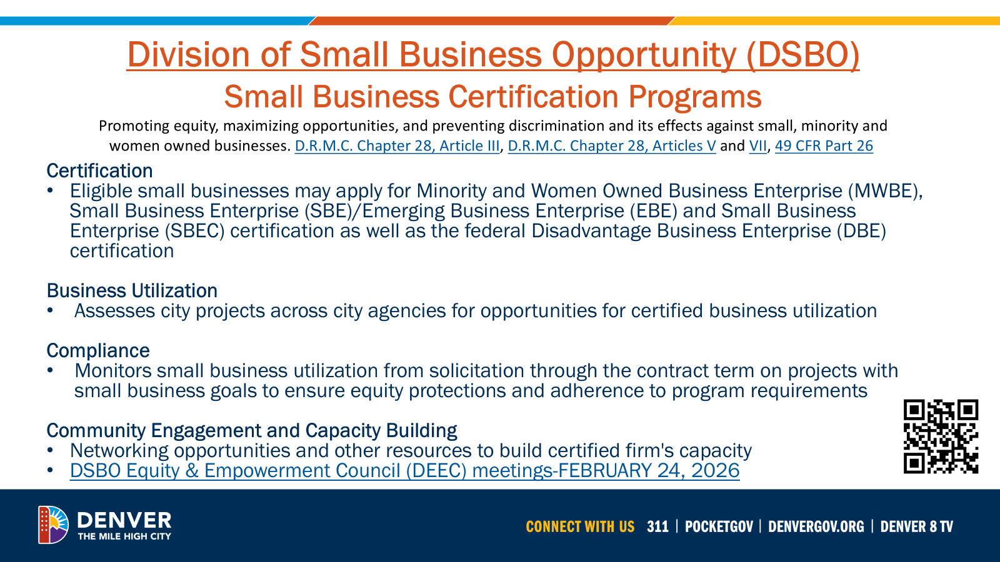 Division of Small Business Opportunity (DSBO)
Small Business Certification Programs
Promoting equity, maximizing opportunities, and preventing discrimination and its effects against small, minority and
women owned businesses. D.R.M.C. Chapter 28, Article III, D.R.M.C. Chapter 28, Articles V and VII, 49 CFR Part 26
Certification
• Eligible small businesses may apply for Minority and Women Owned Business Enterprise (MWBE),
Small Business Enterprise (SBE)/Emerging Business Enterprise (EBE) and Small Business
Enterprise (SBEC) certification as well as the federal Disadvantage Business Enterprise (DBE)
certification
Business Utilization
• Assesses city projects across city agencies for opportunities for certified business utilization
Compliance
• Monitors small business utilization from solicitation through the contract term on projects with
small business goals to ensure equity protections and adherence to program requirements
Community Engagement and Capacity Building
• Networking opportunities and other resources to build certified firm's capacity
• DSBO Equity & Empowerment Council (DEEC) meetings-FEBRUARY 24, 2026
DENVER
THE MILE HIGH CITY
CONNECT WITH US 311 | POCKETGOV | DENVERGOV.ORG | DENVER 8 TV